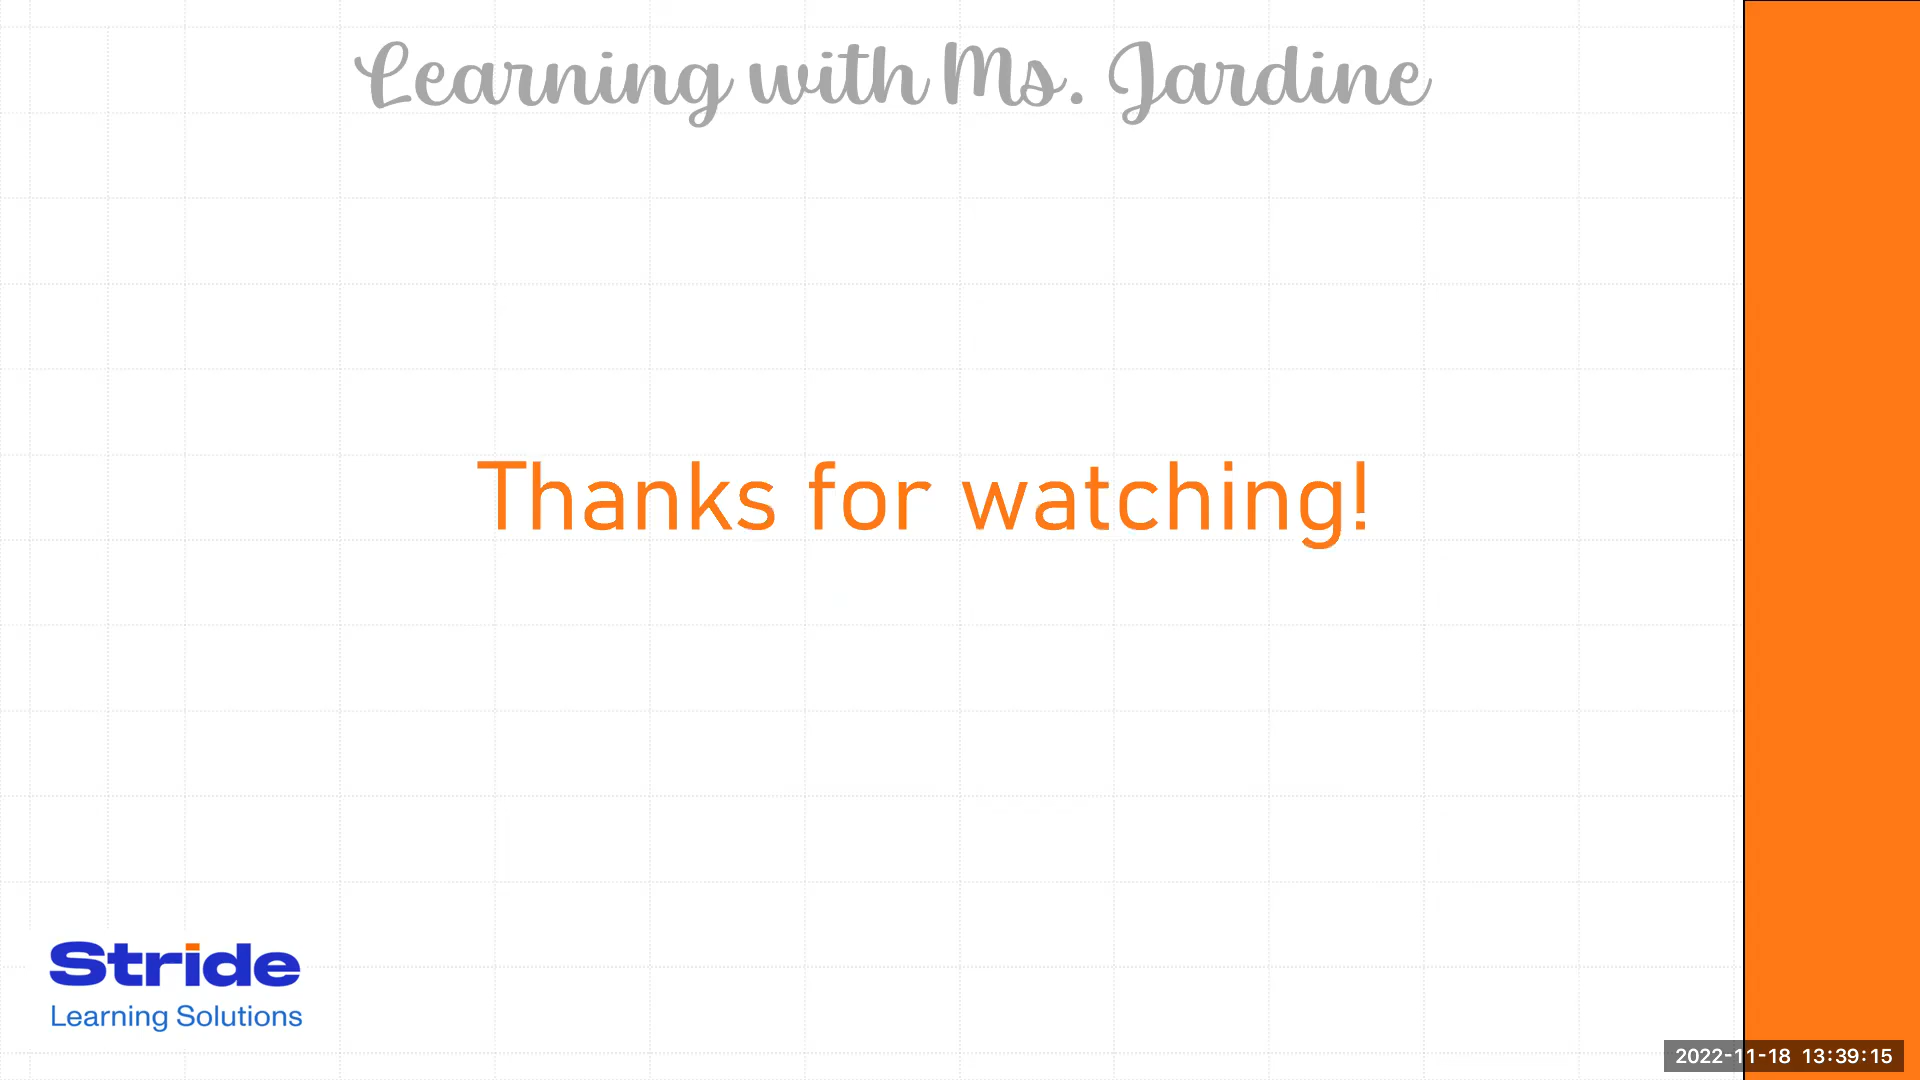 Learning with Ms. Jardine
Thanks for watching!
Stride
Learning Solutions
2022-11-18 13:39:15